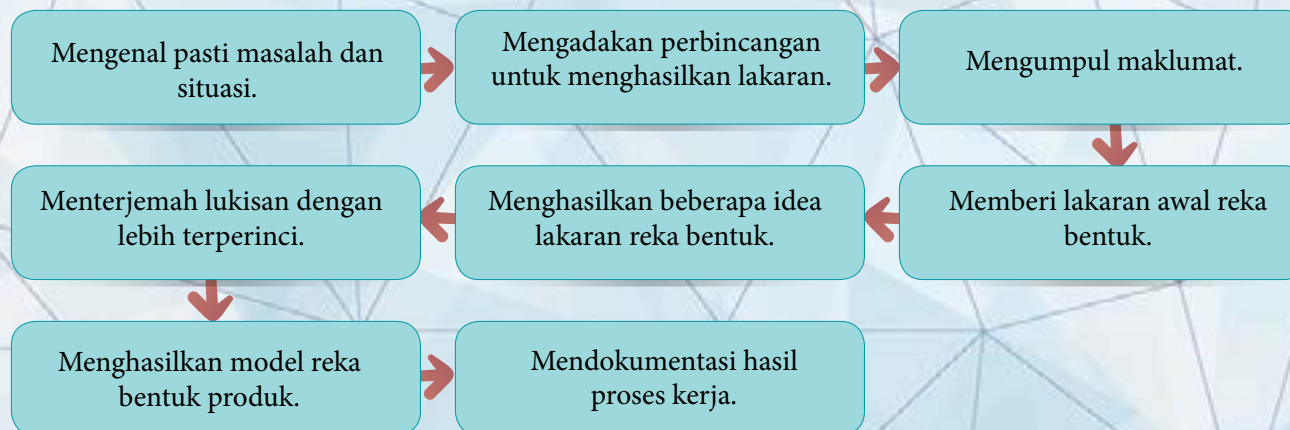 Mengenal pasti masalah dan
situasi.
Mengadakan perbincangan
untuk menghasilkan lakaran.
Mengumpul maklumat.
Memberi lakaran awal reka
bentuk.
Menghasilkan beberapa idea
lakaran reka bentuk.
Menterjemah lukisan dengan
lebih terperinci.
Menghasilkan model reka
bentuk produk.
Mendokumentasi hasil
proses kerja.